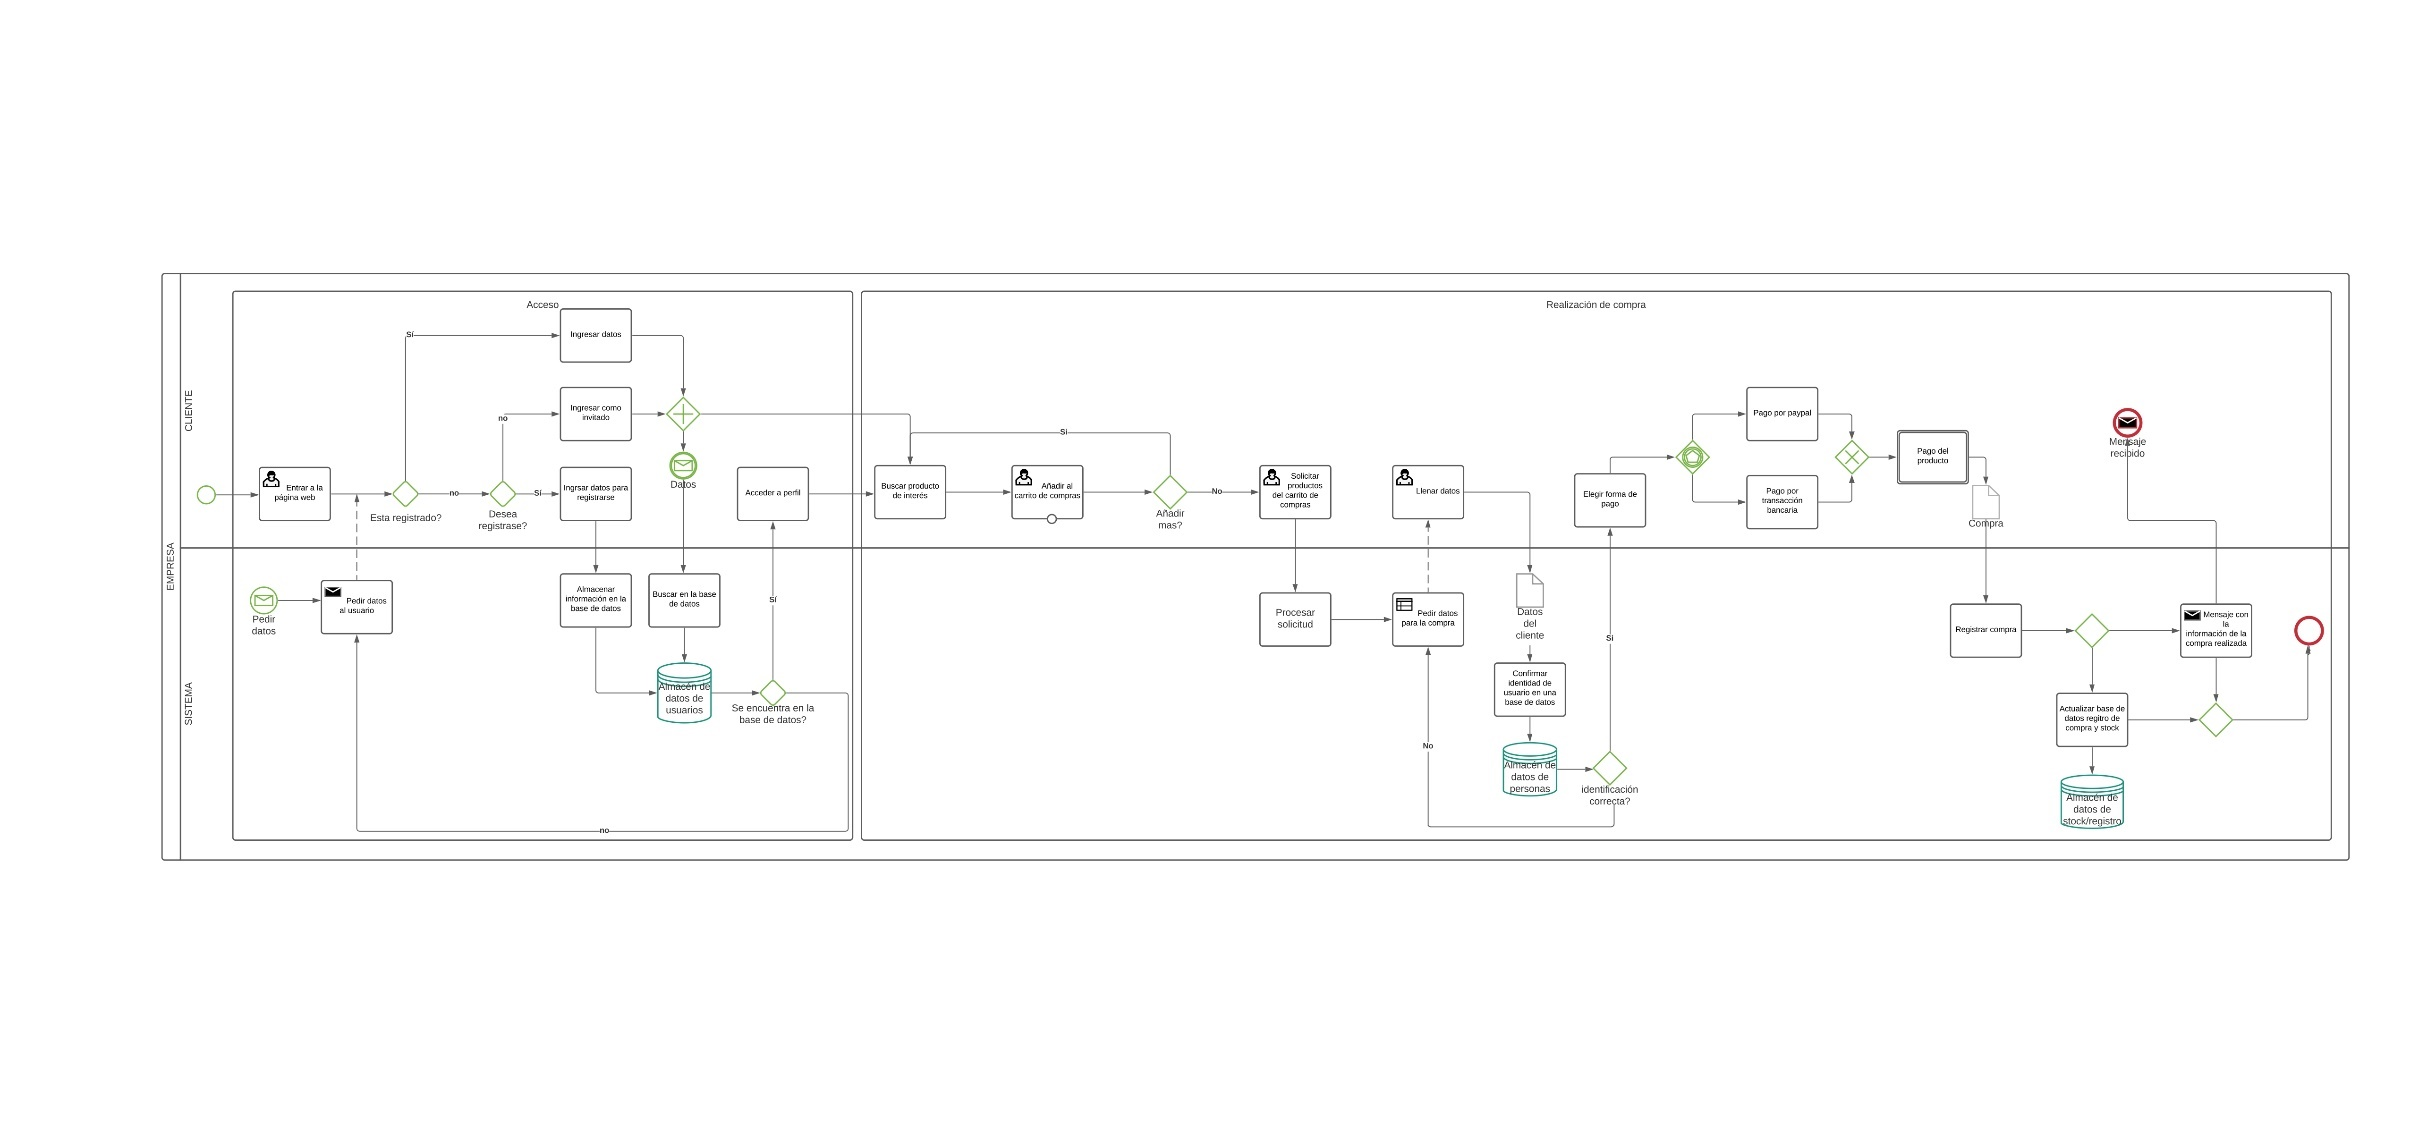 EMPRESA
CLIENTE
SISTEMA
Acceso
Entrar a la
página web
Esta registrado?
Sí
no
Desea
registrase?
no
Sí
Ingresar datos
Ingresar como
invitado
Ingrsar datos para
registrarse
Datos
Acceder a perfil
Pedir
datos
Pedir datos
al usuario
Almacenar
información en la
base de datos
Buscar en la base
de datos
Almacén de
datos de
usuarios
Se encuentra en la
base de datos?
Sí
no
Realización de compra
Buscar producto
de interés
Añadir al
carrito de compras
Sí
Añadir
mas?
No
Solicitar
productos
del carrito de
compras
Procesar
solicitud
Llenar datos
Pedir datos
para la compra
Datos
del
cliente
Confirmar
identidad de
usuario en una
base de datos
Almacén de
datos de
personas
identificación
correcta?
No
Sí
Elegir forma de
pago
Pago por paypal
Pago por
transacción
bancaria
Pago del
producto
Compra
Registrar compra
Mensaje
recibido
Mensaje con
la
información de la
compra realizada
Actualizar base de
datos regitro de
compra y stock
Almacén de
datos de
stock/registro